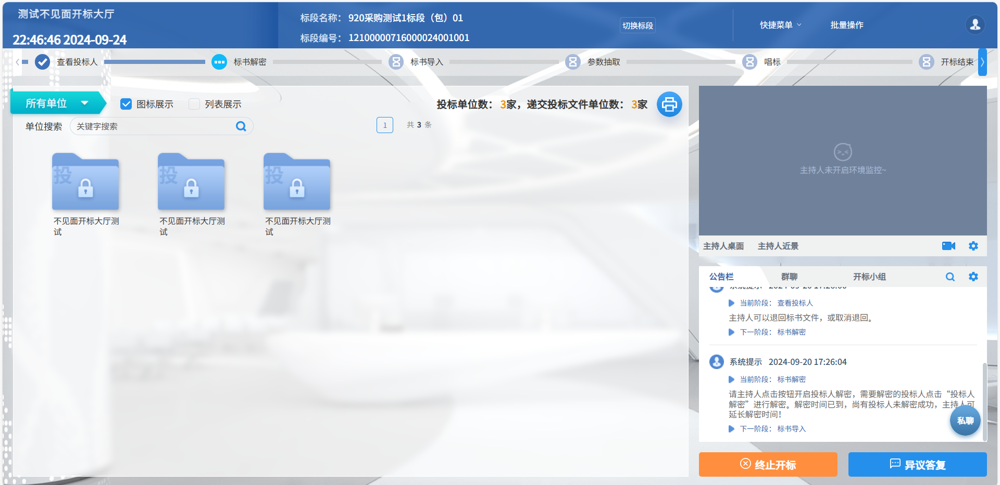 测试不见面开标大厅
22:46:46 2024-09-24
标段名称： 920采购测试1标段（包）01
标段编号： 12100000716000024001001
切换标段
快捷菜单
批量操作
查看投标人
标书解密
标书导入
参数抽取
唱标
开标结束
所有单位
图标展示
列表展示
投标单位数： 3家，递交投标文件单位数： 3家
单位搜索
关键字搜索
1
共 3 条
投
投
投
不见面开标大厅测
试
不见面开标大厅测
试
不见面开标大厅测
试
主持人未开启环境监控~
主持人桌面
主持人近景
公告栏
群聊
开标小组
系统提示 2024-09-20 17:26:00
当前阶段： 查看投标人
主持人可以退回标书文件，或取消退回。
下一阶段： 标书解密
系统提示 2024-09-20 17:26:04
当前阶段： 标书解密
请主持人点击按钮开启投标人解密，需要解密的投标人点击“投标人
解密”进行解密。解密时间已到，尚有投标人未解密成功，主持人可
延长解密时间！
下一阶段： 标书导入
私聊
终止开标
异议答复